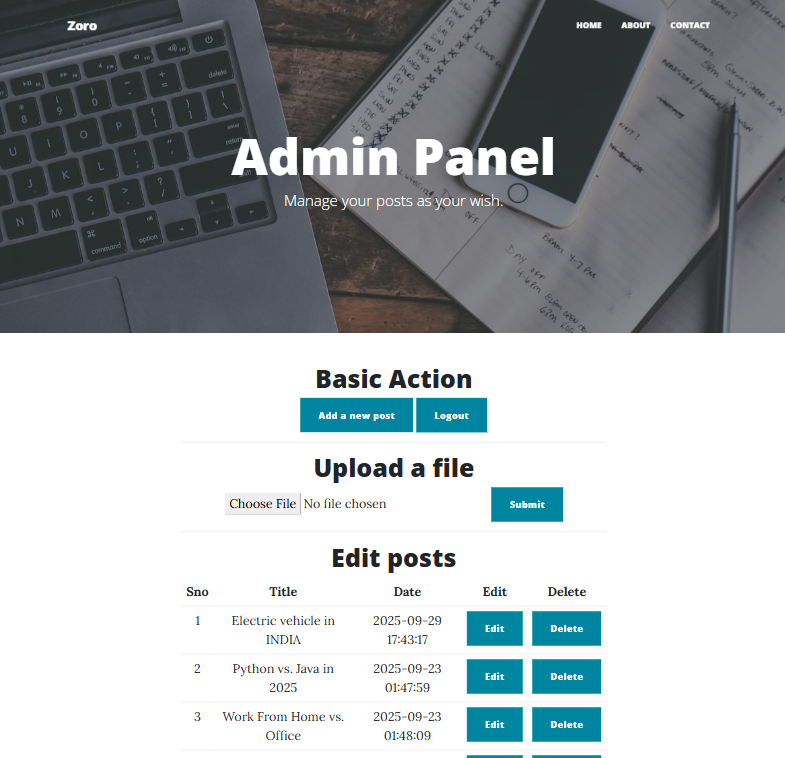 Zoro HOME ABOUT CONTACT
Admin Panel
Manage your posts as your wish.
Basic Action
Add a new post Logout
Upload a file
Choose File No file chosen Submit
Edit posts
Sno Title Date Edit Delete
1 Electric vehicle in 2025-09-29 Edit Delete
INDIA 17:43:17
2 Python vs. Java in 2025-09-23 Edit Delete
2025 01:47:59
3 Work From Home vs. 2025-09-23 Edit Delete
Office 01:48:09